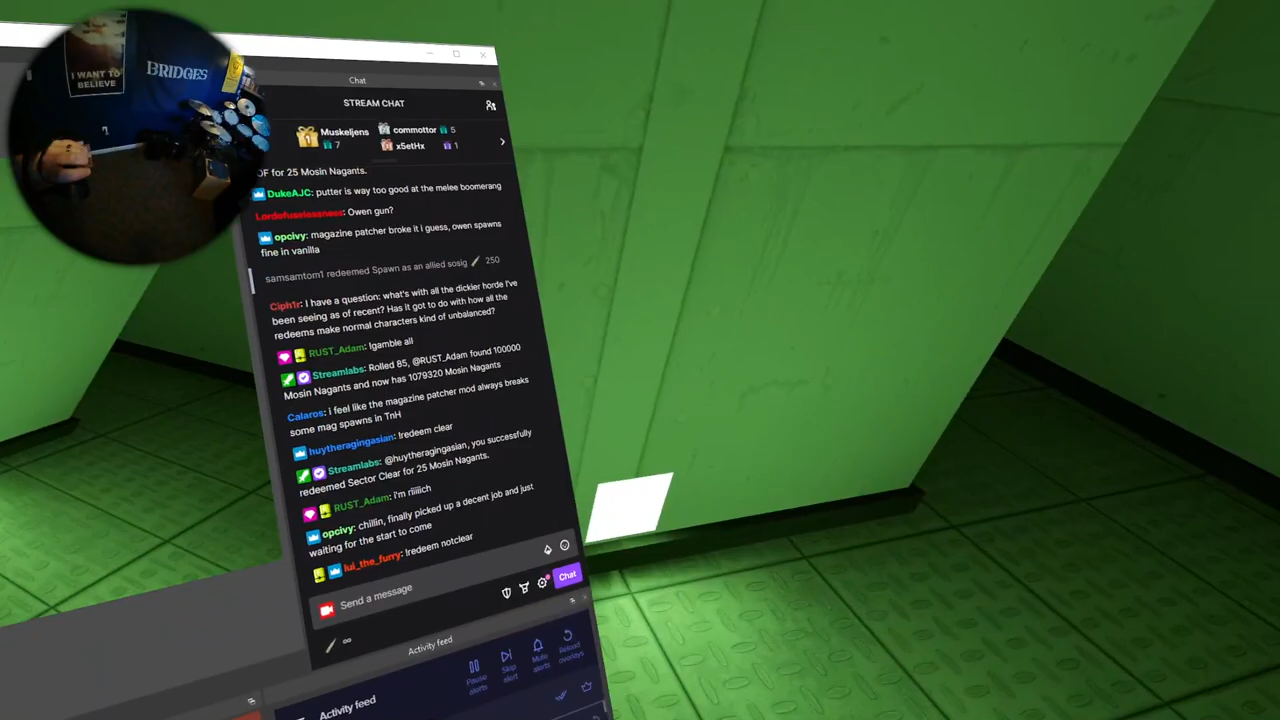 I WANT TO
BELIEVE
BRIDGES
Chat
STREAM CHAT
Muskeljens
7
commottor 5
x5etHx 1
OF for 25 Mosin Nagants.
DukeAJC: putter is way too good at the melee boomerang
Lordofuselessness: Owen gun?
opcivy: magazine patcher broke it i guess, owen spawns
fine in vanilla
samsamtom1 redeemed Spawn as an allied sosig 250
Ciph1r: I have a question: what's with all the dickier horde I've
been seeing as of recent? Has it got to do with how all the
redeems make normal characters kind of unbalanced?
RUST_Adam: !gamble all
Streamlabs: Rolled 85, @RUST_Adam found 100000
Mosin Nagants and now has 1079320 Mosin Nagants
Calaros: i feel like the magazine patcher mod always breaks
some mag spawns in TnH
huytheragingasian: !redeem clear
Streamlabs: @huytheragingasian, you successfully
redeemed Sector Clear for 25 Mosin Nagants.
RUST_Adam: i'm riiiiich
opcivy: chillin, finally picked up a decent job and just
waiting for the start to come
lui_the_furry: !redeem notclear
Send a message
Chat
Activity feed
Pause
alerts
Skip
alert
Mute
alerts
Reload
overlays
Activity feed